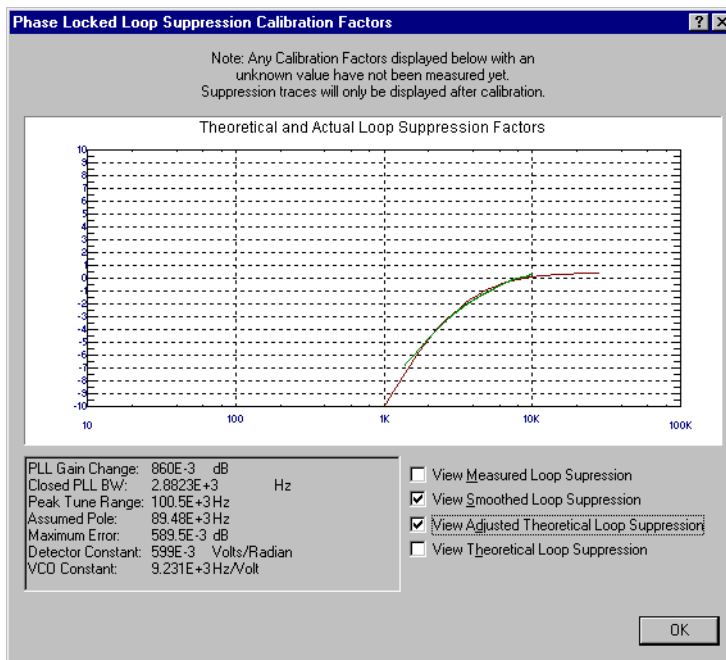 Phase Locked Loop Suppression Calibration Factors
Note: Any Calibration Factors displayed below with an
unknown value have not been measured yet.
Suppression traces will only be displayed after calibration.
Theoretical and Actual Loop Suppression Factors
10
9
8
7
6
5
4
3
2
1
0
-1
-2
-3
-4
-5
-6
-7
-8
-9
-10
10 100 1K 10K 100K
PLL Gain Change: 860E-3 dB
Closed PLL BW: 2.8823E+3 Hz
Peak Tune Range: 100.5E+3 Hz
Assumed Pole: 89.48E+3 Hz
Maximum Error: 589.5E-3 dB
Detector Constant: 599E-3 Volts/Radian
VCO Constant: 9.231E+3 Hz/Volt
View Measured Loop Supression
View Smoothed Loop Suppression
View Adjusted Theoretical Loop Suppression
View Theoretical Loop Suppression
OK